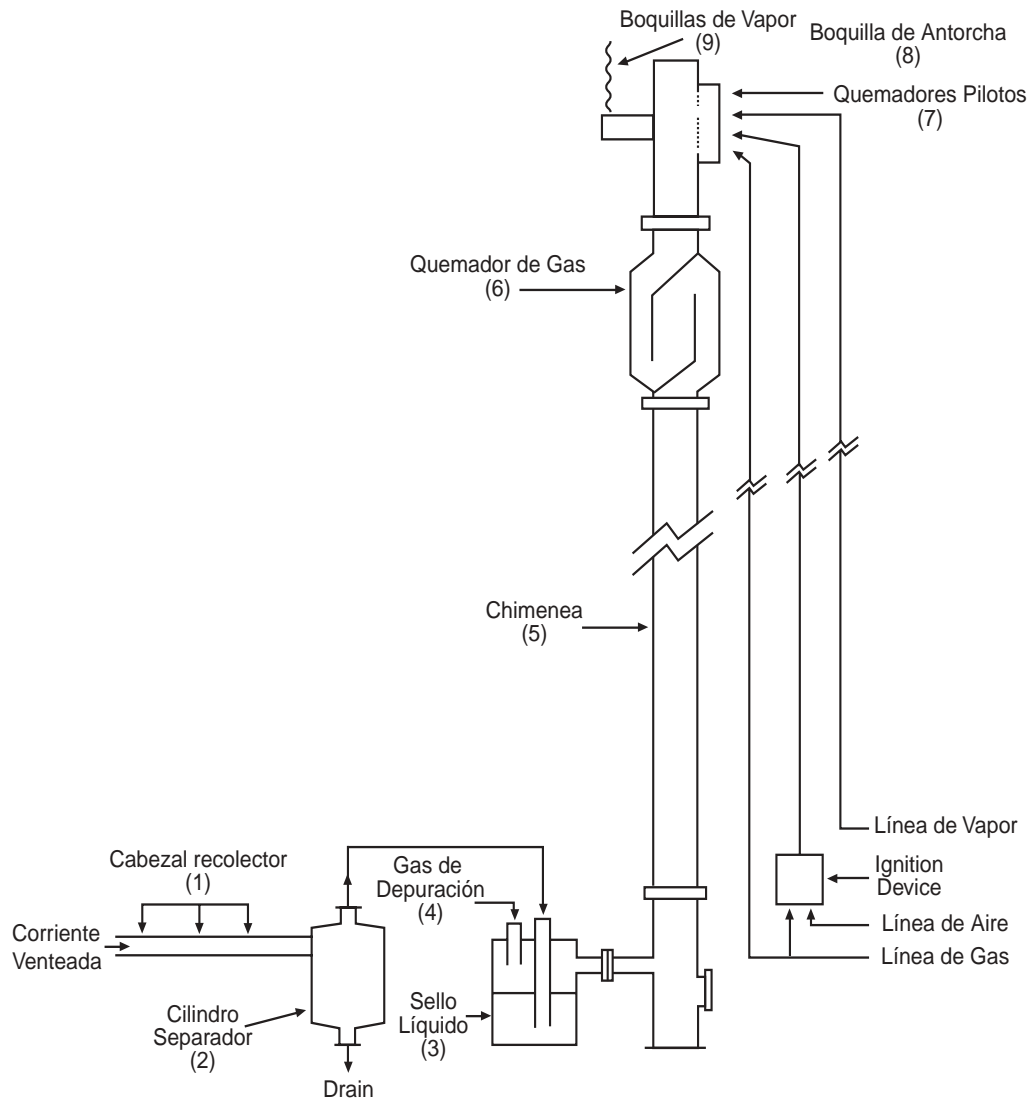 Boquillas de Vapor
(9)
Boquilla de Antorcha
(8)
Quemadores Pilotos
(7)
Quemador de Gas
(6)
Chimenea
(5)
Línea de Vapor
Ignition
Device
Línea de Aire
Línea de Gas
Cabezal recolector
(1)
Gas de
Depuración
(4)
Corriente
Venteada
Cilindro
Separador
(2)
Sello
Líquido
(3)
Drain